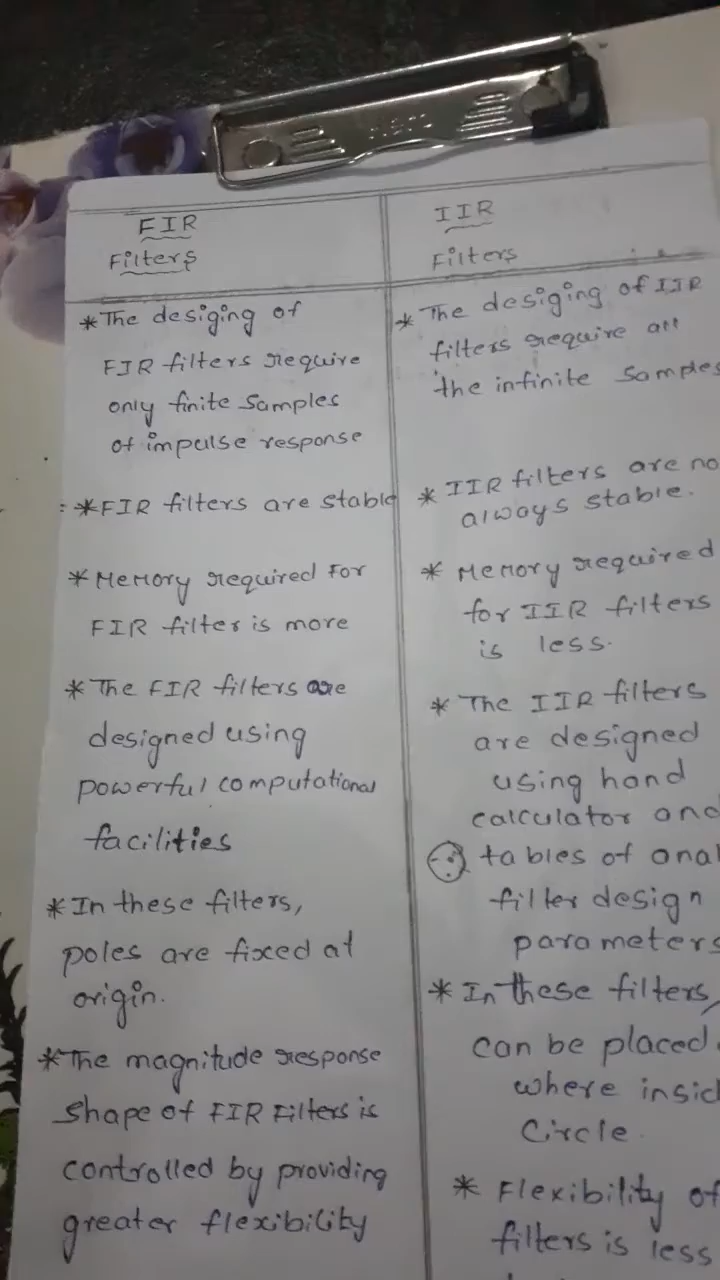 Hero
FIR
Filters
*The desiging of
FIR filters require
only finite samples
of impulse response
*FIR filters are stable
*Memory required for
FIR filter is more
*The FIR filters are
designed using
powerful computational
facilities
*In these filters,
poles are fixed at
origin.
*The magnitude response
shape of FIR Filters is
controlled by providing
greater flexibility
IIR
Filters
*The desiging of IIR
filters require all
the infinite samples
*IIR filters are no
always stable.
*Memory required
for IIR filters
is less.
*The IIR filters
are designed
using hand
calculator and
tables of anal
filter design
parameters
*In these filters,
can be placed
where insid
Circle.
*Flexibility of
filters is less